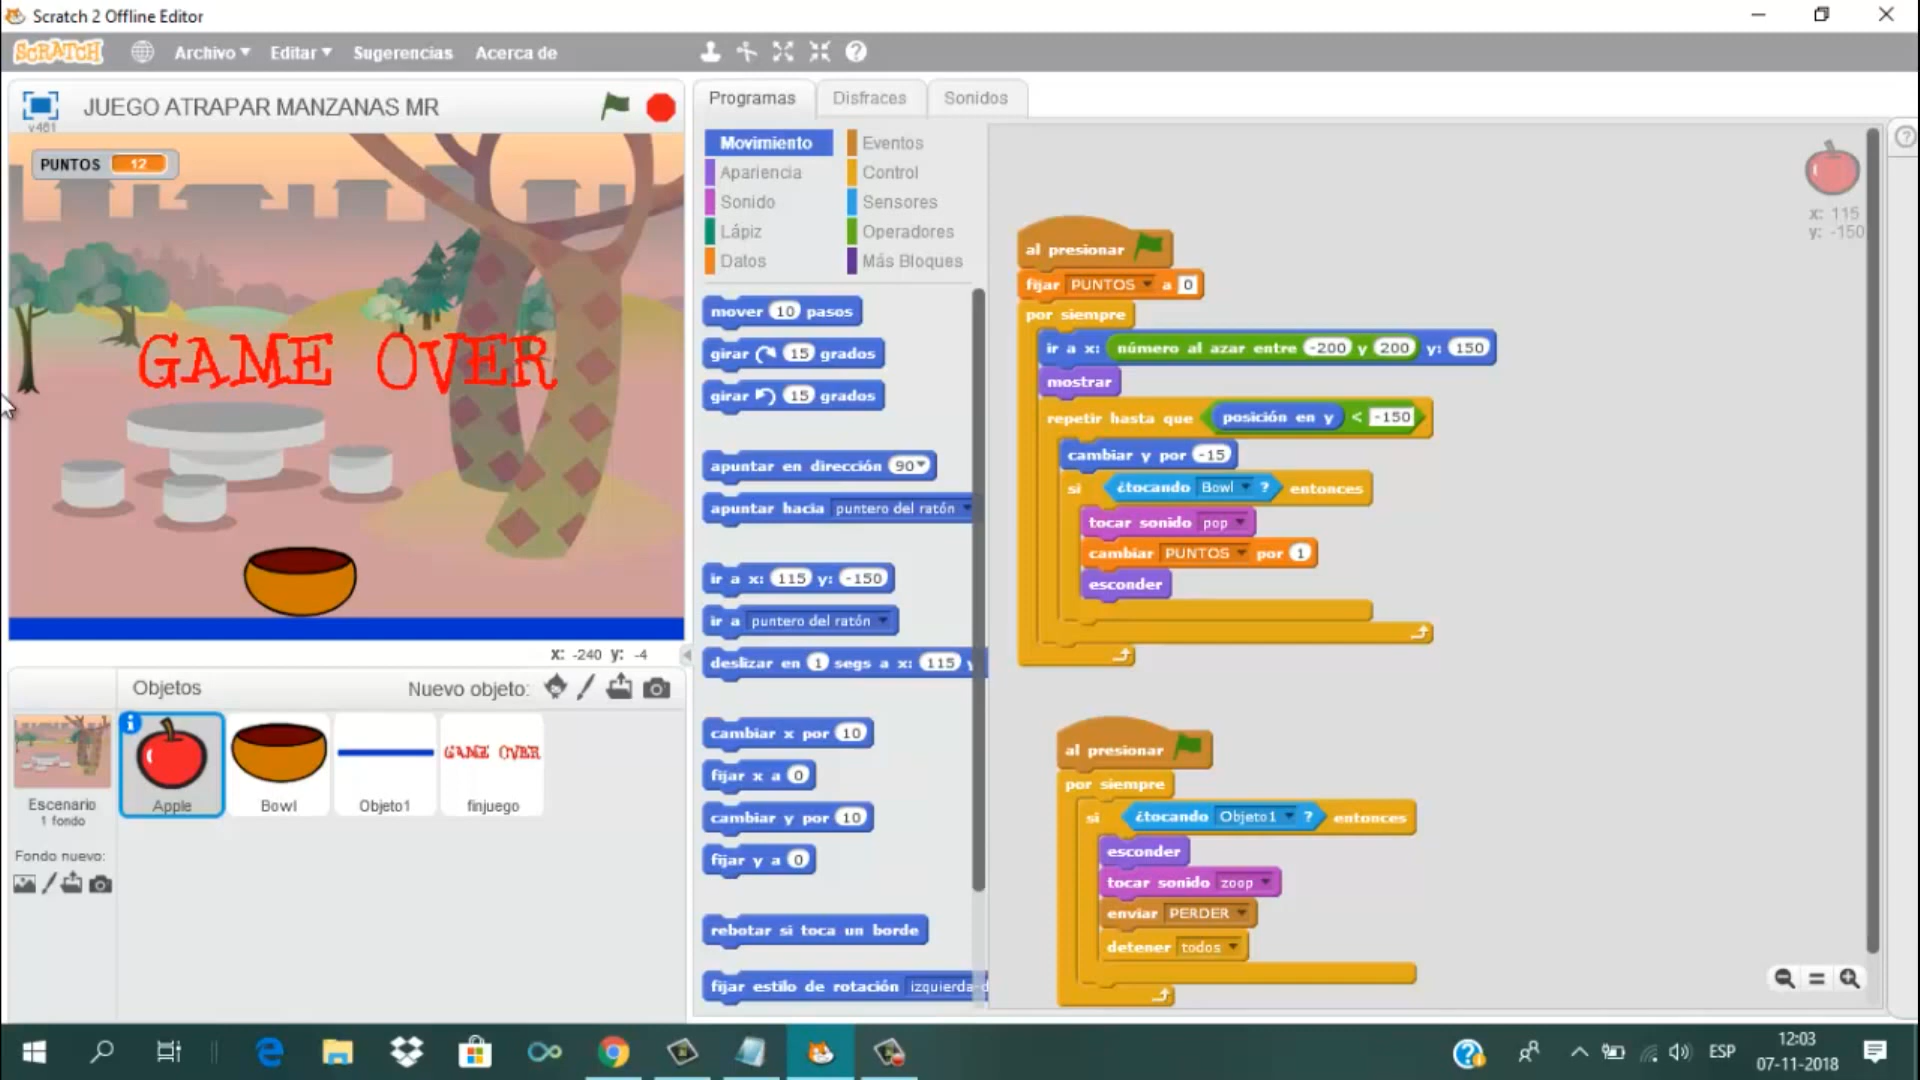 Scratch 2 Offline Editor
SCRATCH
Archivo
Editar
Sugerencias
Acerca de
v461
JUEGO ATRAPAR MANZANAS MR
PUNTOS 12
GAME OVER
x: -240 y: -4
Objetos
Nuevo objeto:
Escenario
1 fondo
Apple
Bowl
Objeto1
GAME OVER
finjuego
Fondo nuevo:
Programas
Disfraces
Sonidos
Movimiento
Eventos
Apariencia
Control
Sonido
Sensores
Lápiz
Operadores
Datos
Más Bloques
mover 10 pasos
girar 15 grados
girar 15 grados
apuntar en dirección 90
apuntar hacia puntero del ratón
ir a x: 115 y: -150
ir a puntero del ratón
deslizar en 1 segs a x: 115 y
cambiar x por 10
fijar x a 0
cambiar y por 10
fijar y a 0
rebotar si toca un borde
fijar estilo de rotación izquierda-d
x: 115
y: -150
al presionar
fijar PUNTOS a 0
por siempre
ir a x: número al azar entre -200 y 200 y: 150
mostrar
repetir hasta que posición en y < -150
cambiar y por -15
si ¿tocando Bowl ? entonces
tocar sonido pop
cambiar PUNTOS por 1
esconder
al presionar
por siempre
si ¿tocando Objeto1 ? entonces
esconder
tocar sonido zoop
enviar PERDER
detener todos
ESP
12:03
07-11-2018